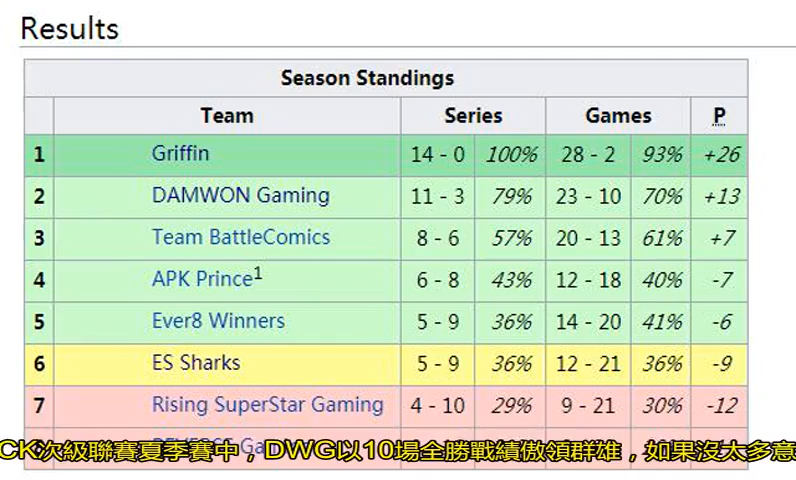 Results
Season Standings
Team Series Games P
1 Griffin 14 - 0 100% 28 - 2 93% +26
2 DAMWON Gaming 11 - 3 79% 23 - 10 70% +13
3 Team BattleComics 8 - 6 57% 20 - 13 61% +7
4 APK Prince1 6 - 8 43% 12 - 18 40% -7
5 Ever8 Winners 5 - 9 36% 14 - 20 41% -6
6 ES Sharks 5 - 9 36% 12 - 21 36% -9
7 Rising SuperStar Gaming 4 - 10 29% 9 - 21 30% -12
CK次級聯賽夏季賽中，DWG以10場全勝戰績傲領群雄，如果沒太多意